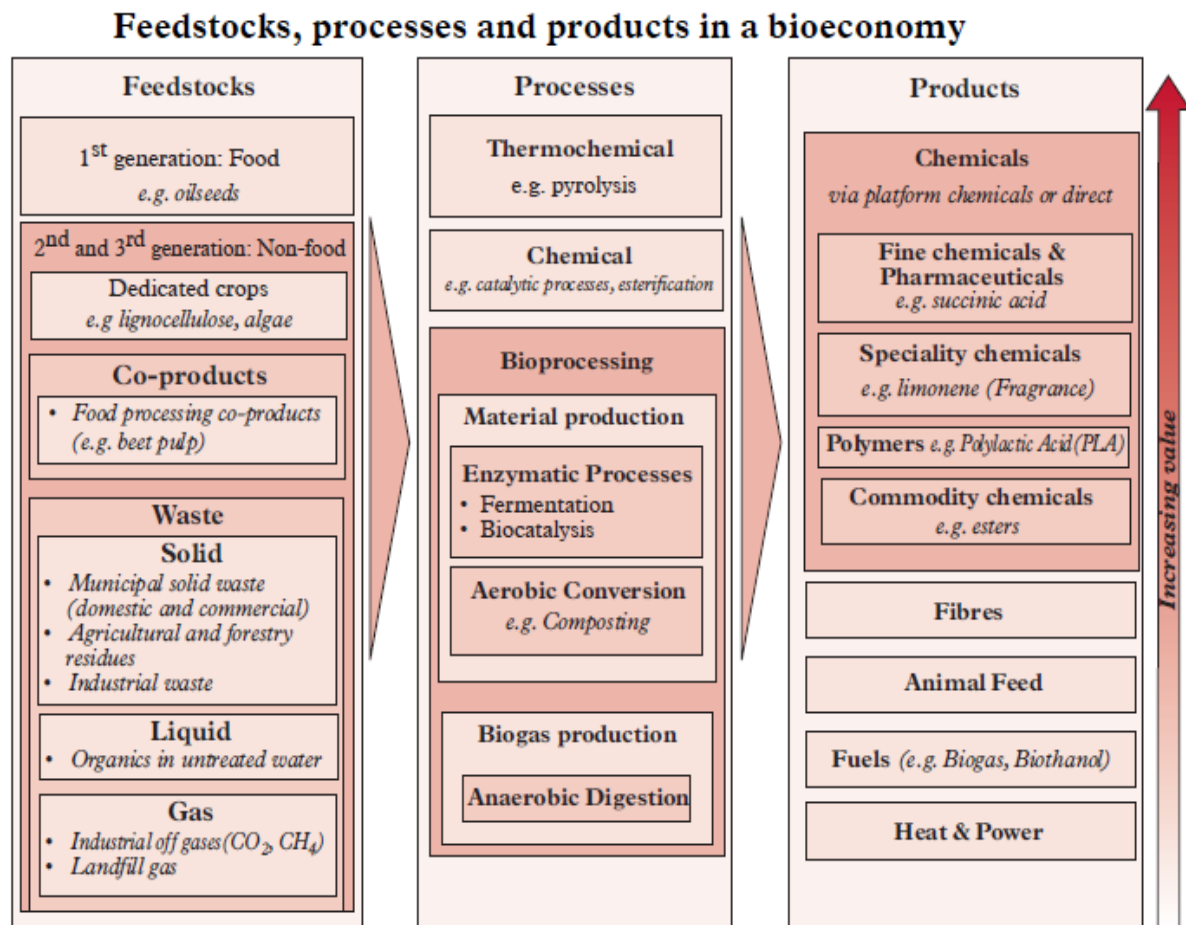 Feedstocks, processes and products in a bioeconomy
Feedstocks
1st generation: Food
e.g. oilseeds
2nd and 3rd generation: Non-food
Dedicated crops
e.g lignocellulose, algae
Co-products
• Food processing co-products
(e.g. beet pulp)
Waste
Solid
• Municipal solid waste
(domestic and commercial)
• Agricultural and forestry
residues
• Industrial waste
Liquid
• Organics in untreated water
Gas
• Industrial off gases(CO2, CH4)
• Landfill gas
Processes
Thermochemical
e.g. pyrolysis
Chemical
e.g. catalytic processes, esterification
Bioprocessing
Material production
Enzymatic Processes
• Fermentation
• Biocatalysis
Aerobic Conversion
e.g. Composting
Biogas production
Anaerobic Digestion
Products
Chemicals
via platform chemicals or direct
Fine chemicals &
Pharmaceuticals
e.g. succinic acid
Speciality chemicals
e.g. limonene (Fragrance)
Polymers e.g. Polylactic Acid(PLA)
Commodity chemicals
e.g. esters
Fibres
Animal Feed
Fuels (e.g. Biogas, Biothanol)
Heat & Power
Increasing value